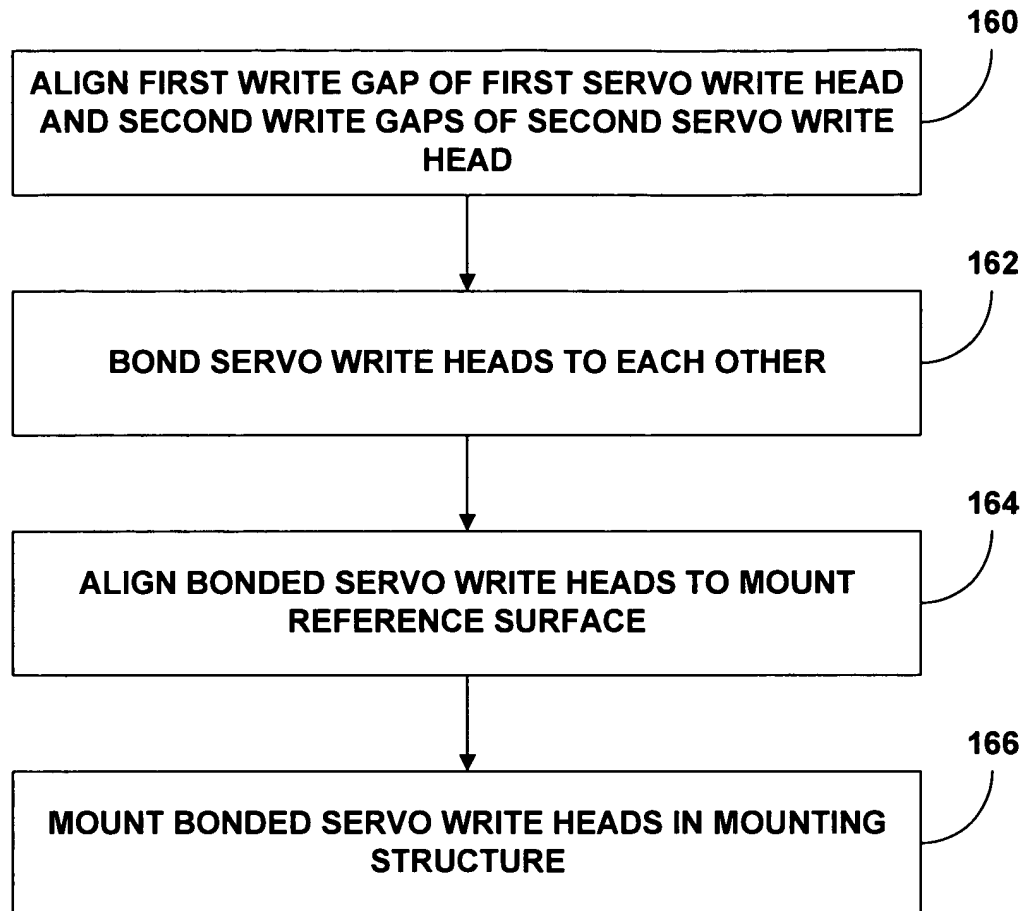 160
ALIGN FIRST WRITE GAP OF FIRST SERVO WRITE HEAD
AND SECOND WRITE GAPS OF SECOND SERVO WRITE
HEAD
162
BOND SERVO WRITE HEADS TO EACH OTHER
164
ALIGN BONDED SERVO WRITE HEADS TO MOUNT
REFERENCE SURFACE
166
MOUNT BONDED SERVO WRITE HEADS IN MOUNTING
STRUCTURE